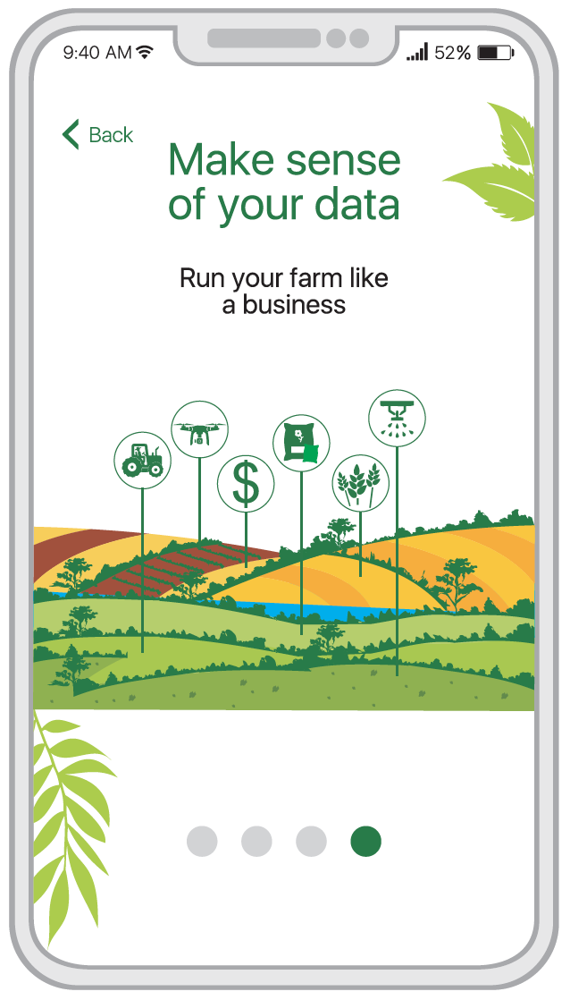 9:40 AM 52%
Back
Make sense
of your data
Run your farm like
a business
$